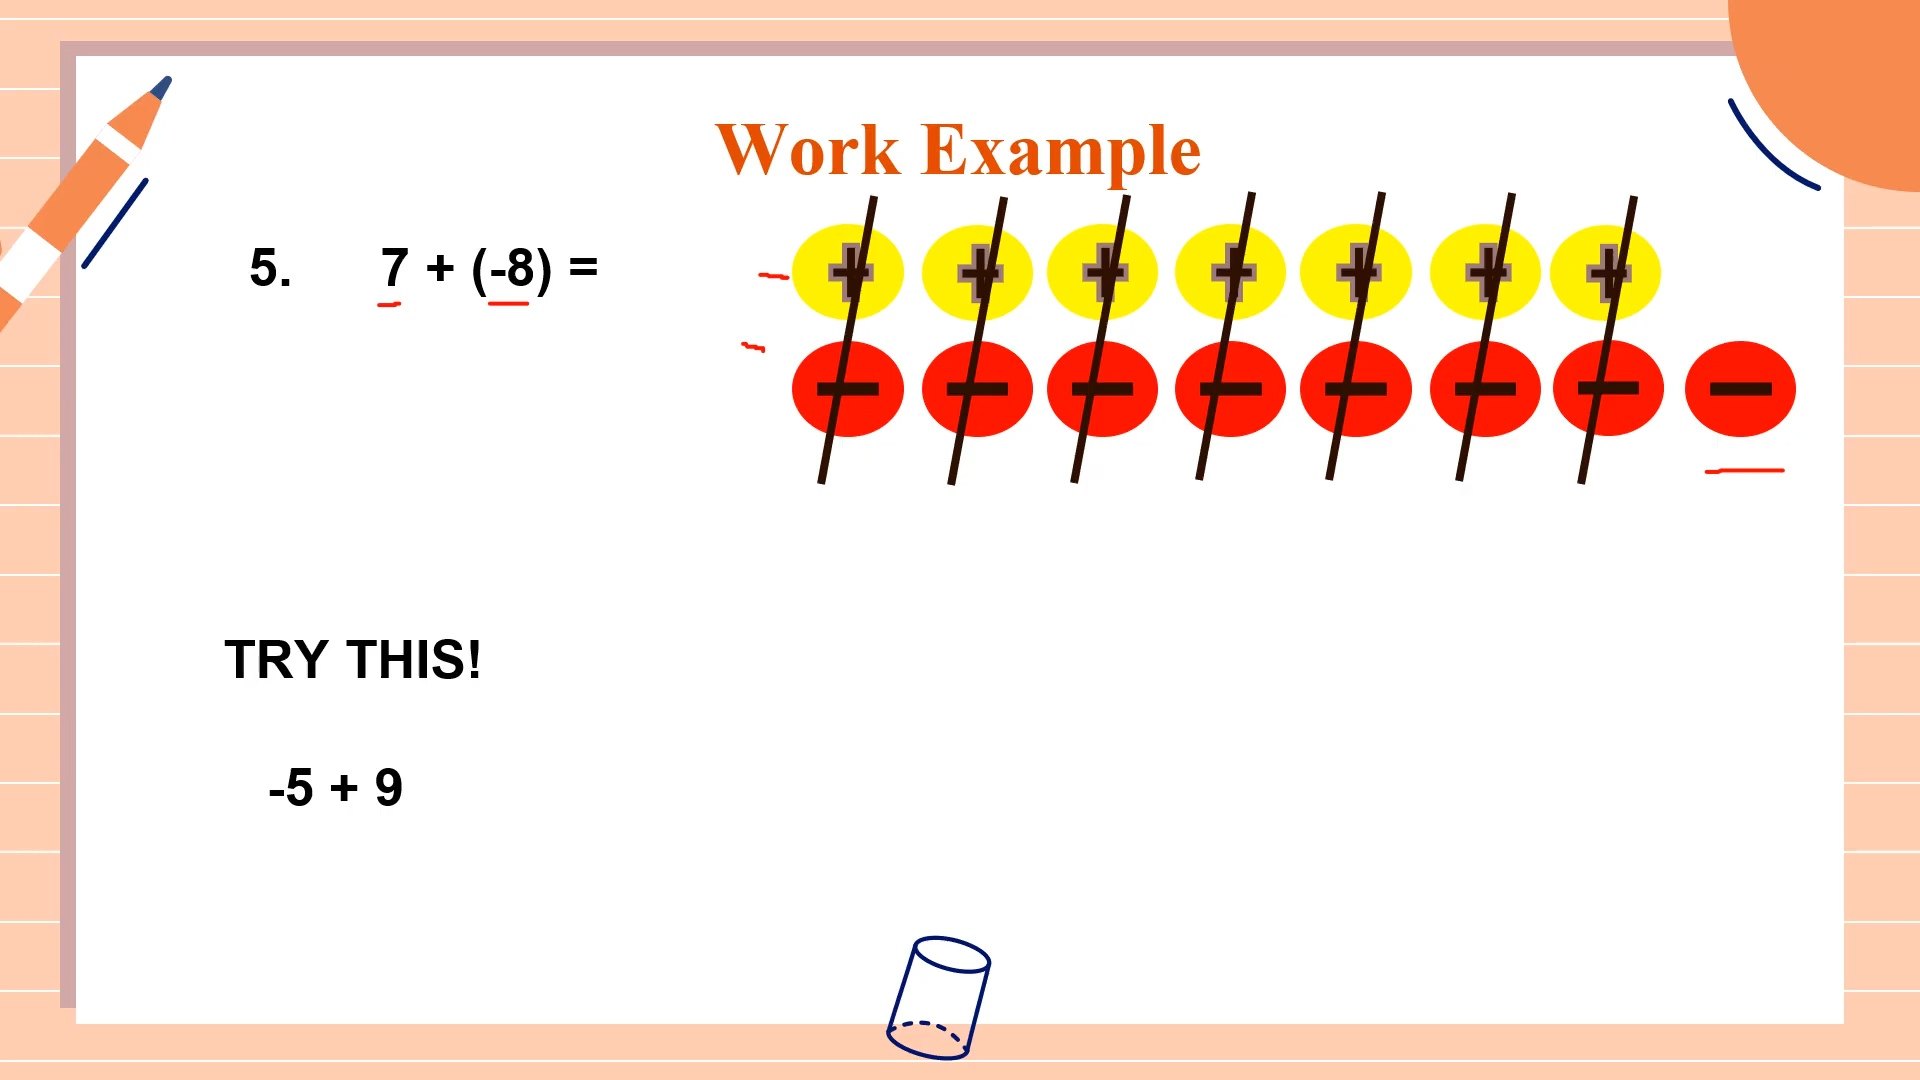 Work Example
5. 7 + (-8) =
+ + + + + + +
- - - - - - - -
TRY THIS!
-5 + 9